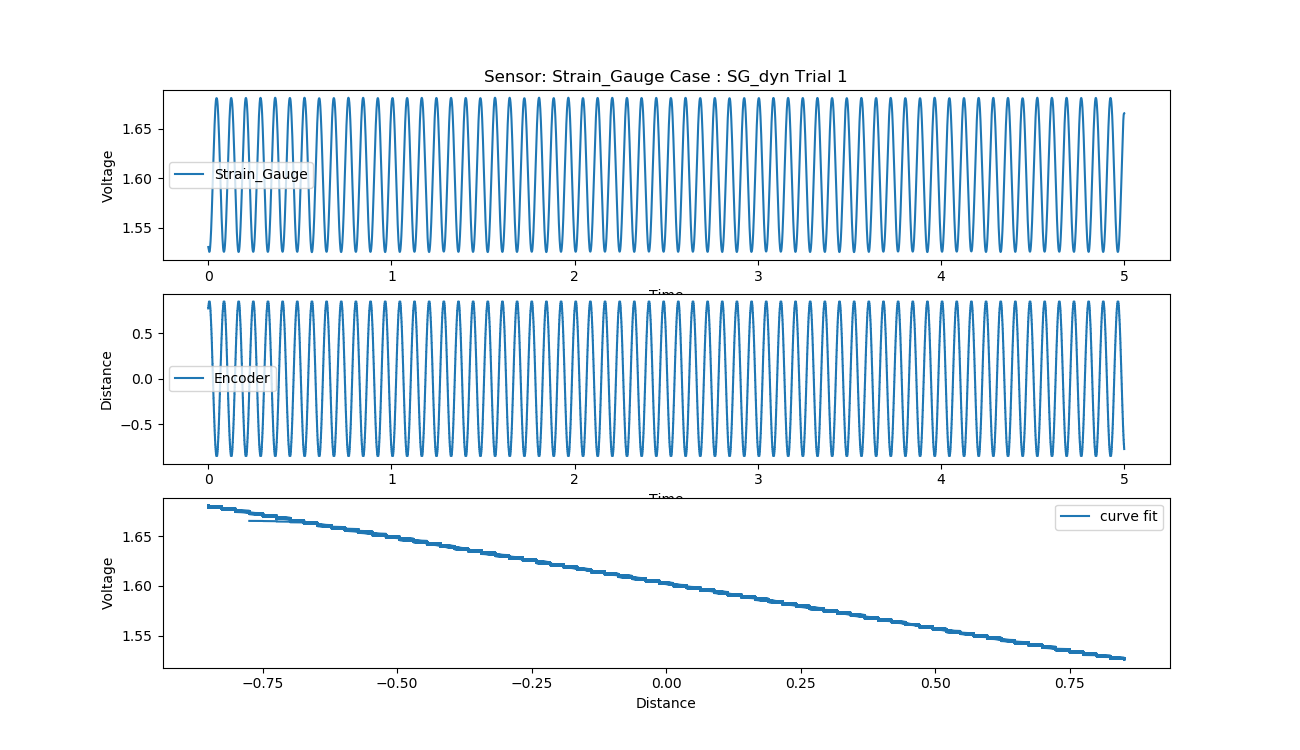 Sensor: Strain_Gauge Case : SG_dyn Trial 1
1.65
1.60
1.55
Voltage
Strain_Gauge
0 1 2 3 4 5
0.5
0.0
−0.5
Distance
Encoder
0 1 2 3 4 5
1.65
1.60
1.55
Voltage
curve fit
−0.75 −0.50 −0.25 0.00 0.25 0.50 0.75
Distance